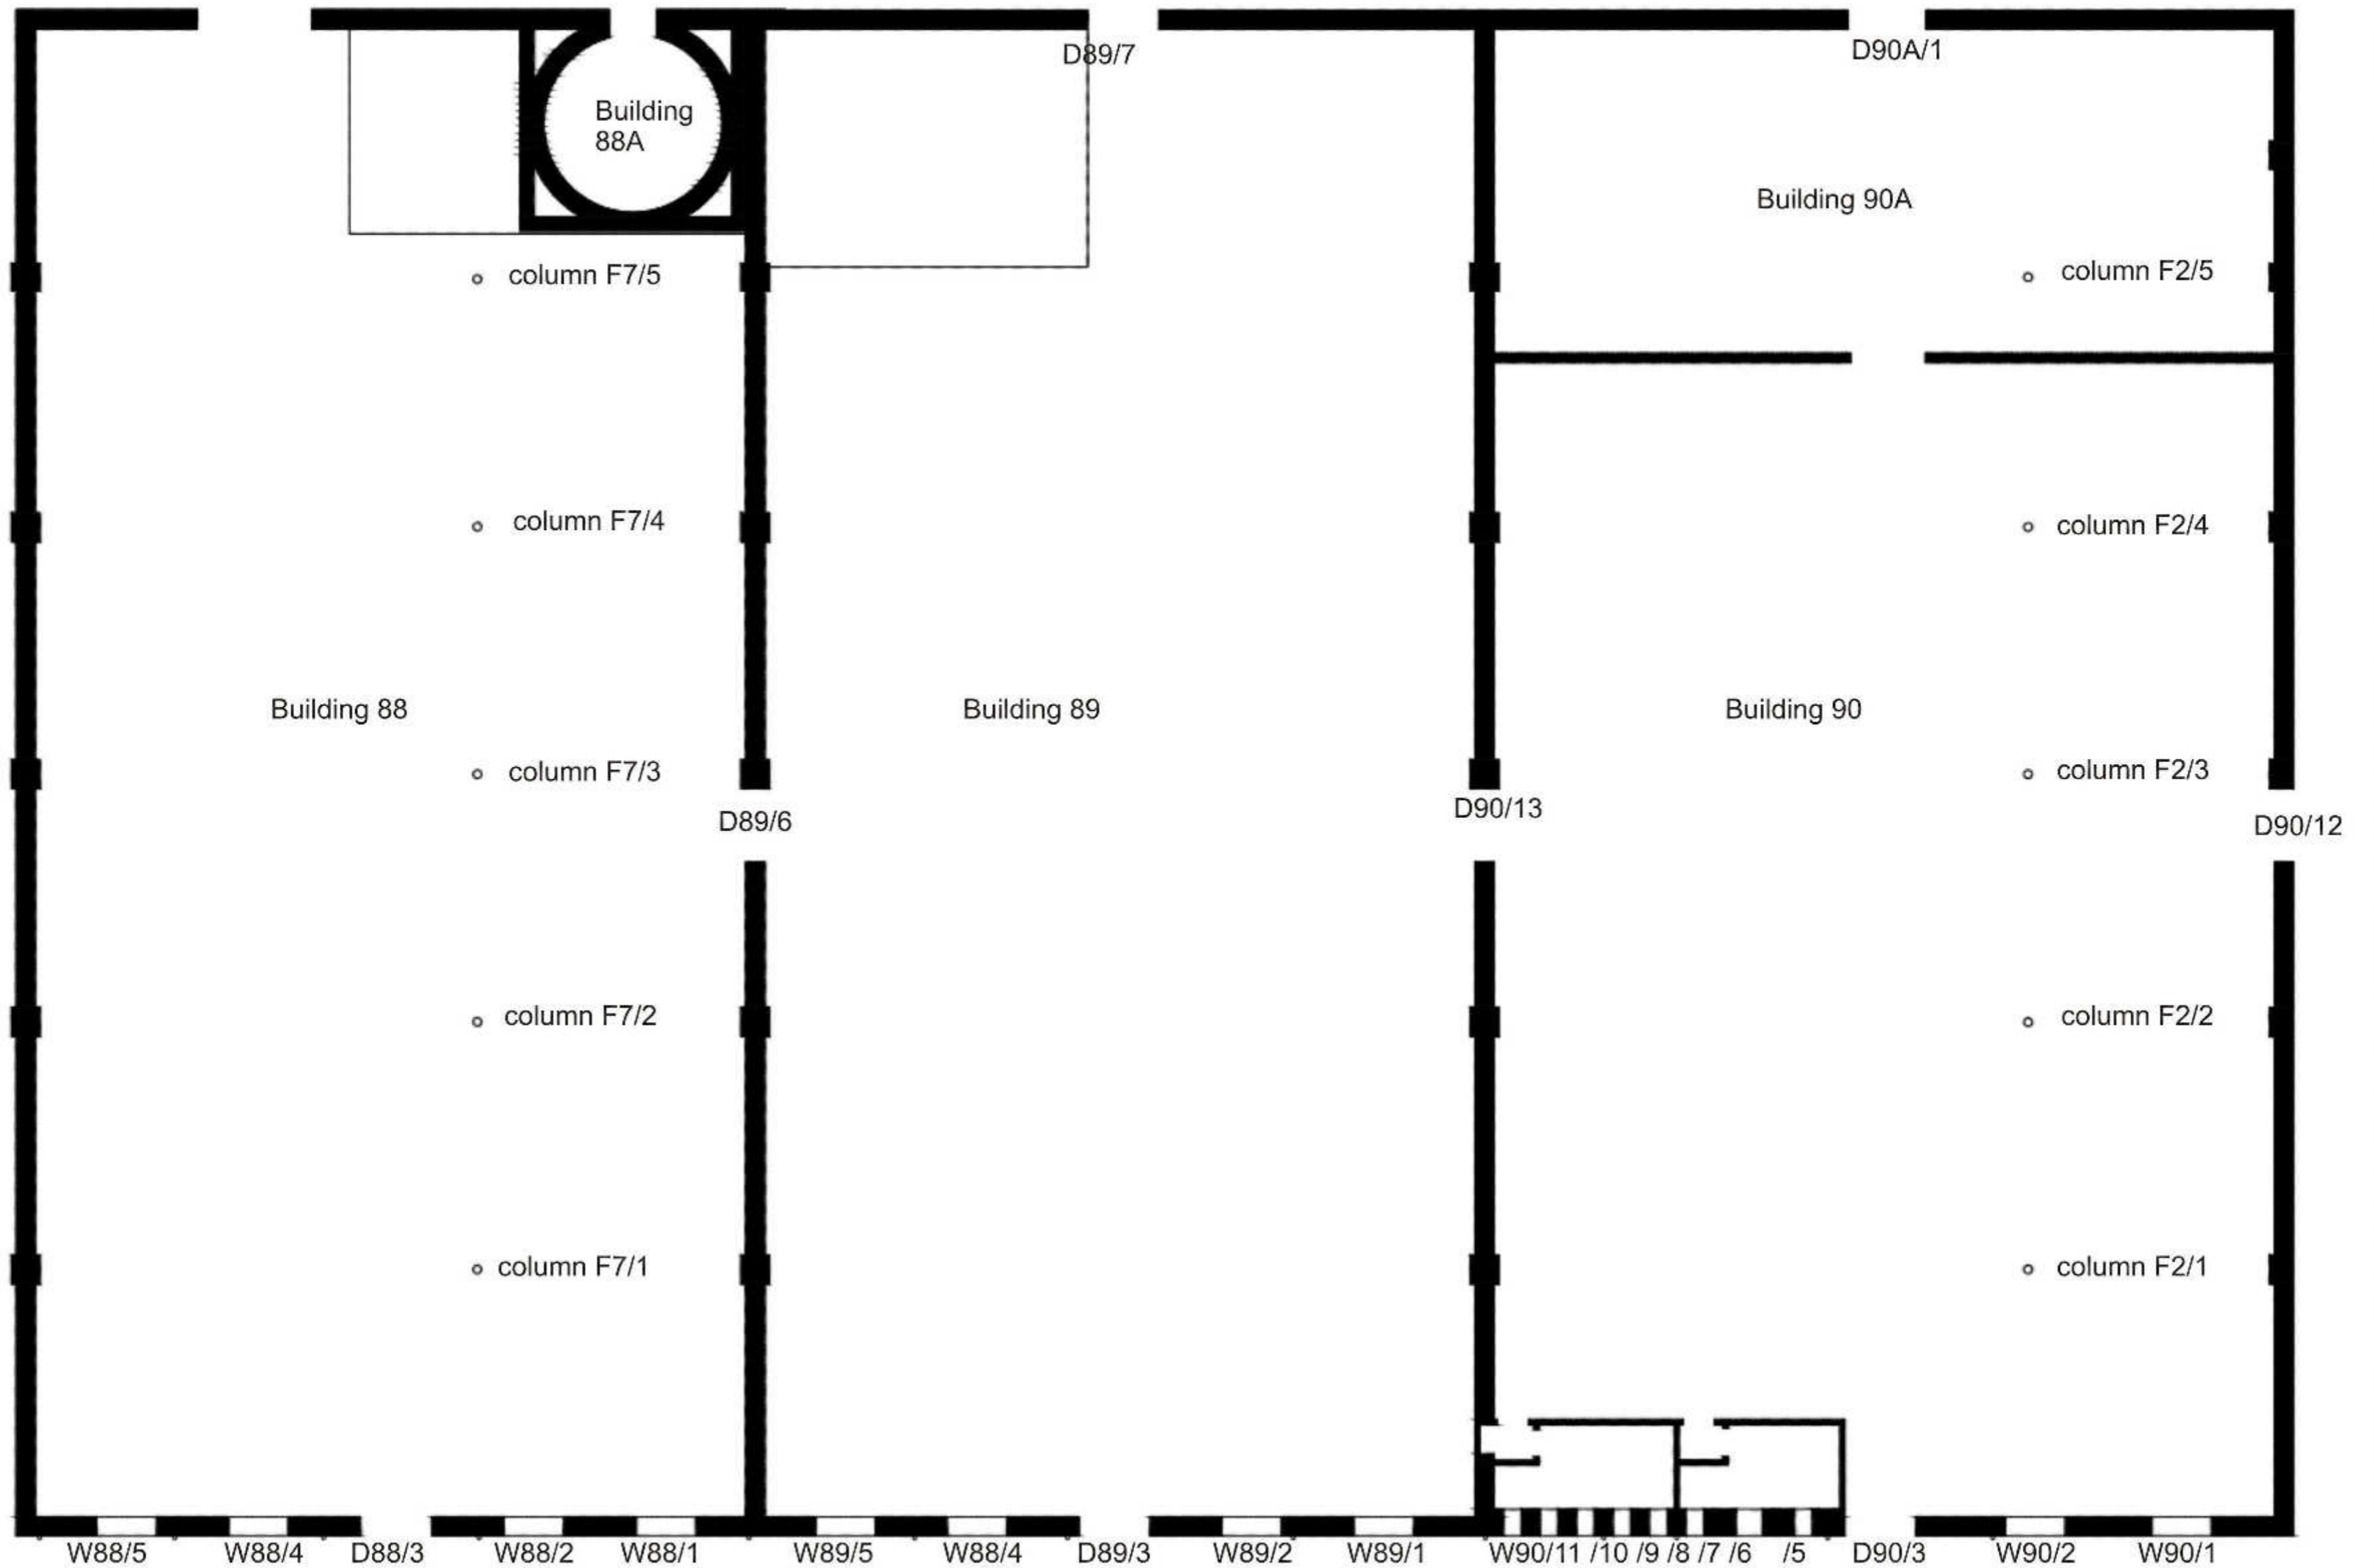 D89/7
D90A/1
Building
88A
Building 90A
column F7/5
column F2/5
column F7/4
column F2/4
Building 88
Building 89
Building 90
column F7/3
column F2/3
D89/6
D90/13
D90/12
column F7/2
column F2/2
column F7/1
column F2/1
W88/5 W88/4 D88/3 W88/2 W88/1 W89/5 W88/4 D89/3 W89/2 W89/1 W90/11 /10 /9 /8 /7 /6 /5 D90/3 W90/2 W90/1